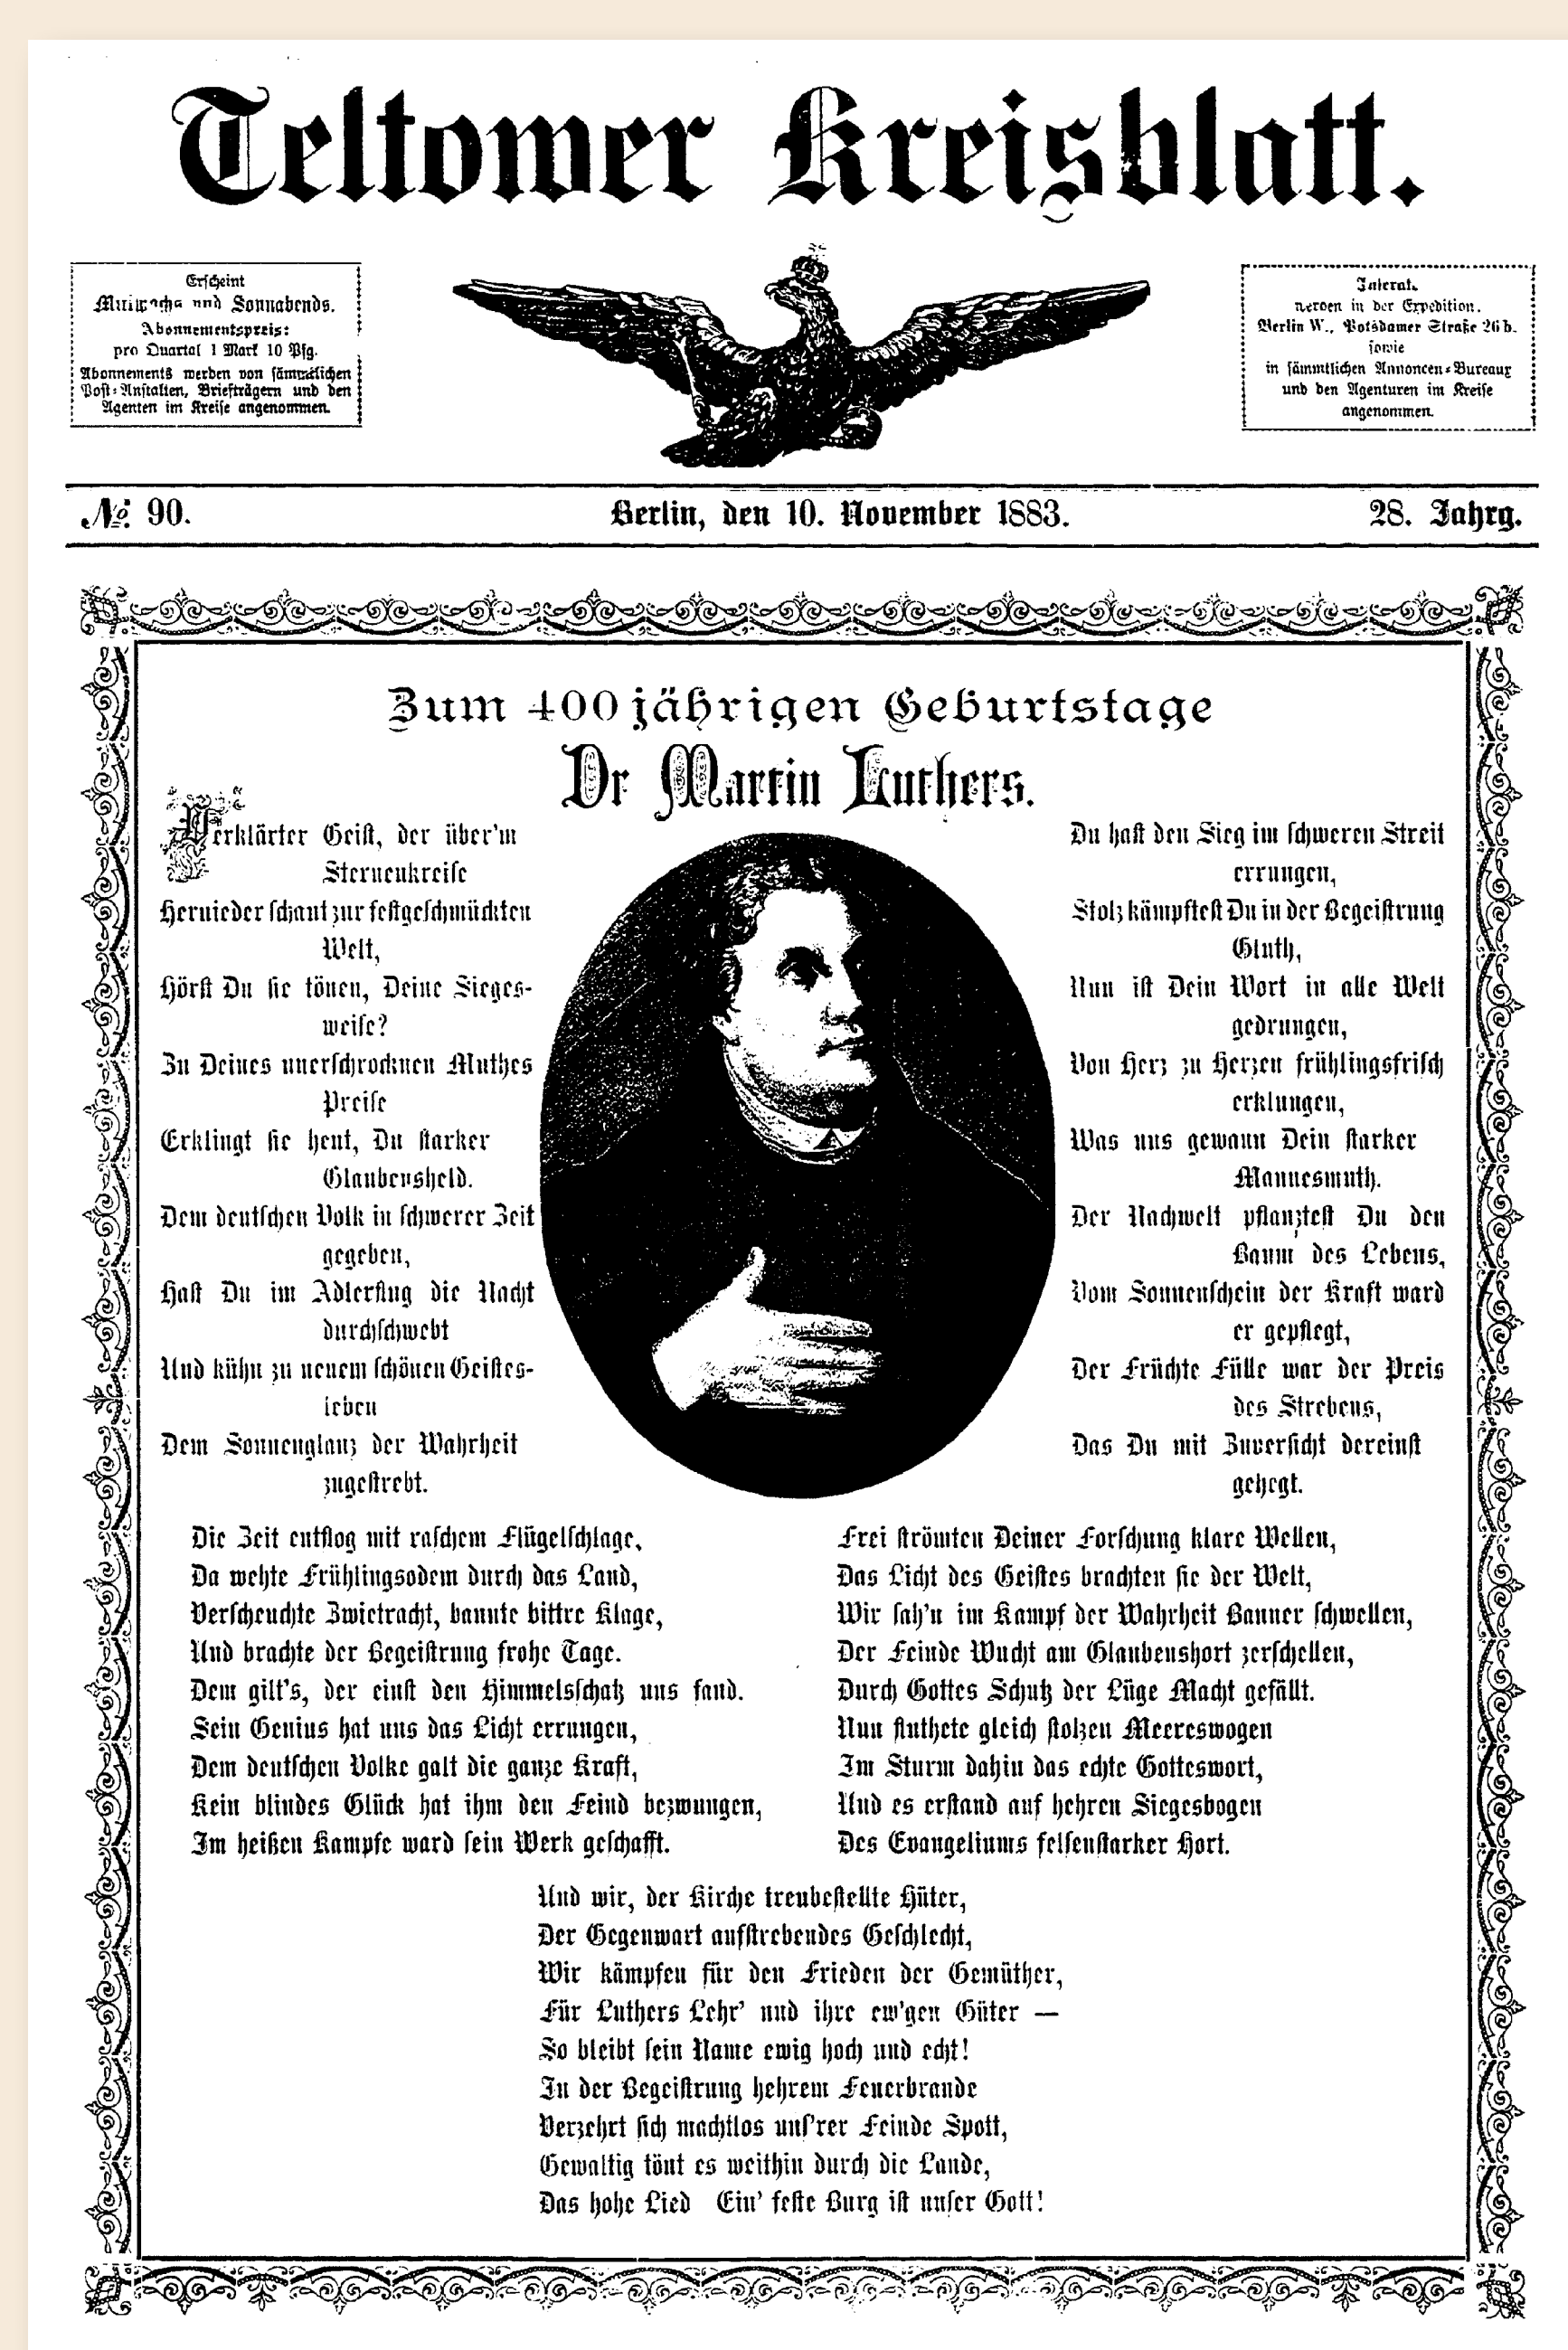 Teltower Kreisblatt.
Erscheint
Mittwochs und Sonnabends.
Abonnementspreis:
pro Quartal 1 Mark 10 Pfg.
Abonnements werden von sämmtlichen
Post-Anstalten, Briefträgern und den
Agenten im Kreise angenommen.
Inserate
werden in der Expedition.
Berlin W., Potsdamer Straße 26 b.
sowie
in sämmtlichen Annoncen-Bureaux
und den Agenturen im Kreise
angenommen.
No. 90.
Berlin, den 10. November 1883.
28. Jahrg.
Zum 400jährigen Geburtstage
Dr Martin Luthers.
Verklärter Geist, der über'm
Sternenkreise
Hernieder schaut zur festgeschmückten
Welt,
Hörst Du sie tönen, Deine Sieges-
weise?
Zu Deines unerschrocknen Muthes
Preise
Erklingt sie heut, Du starker
Glaubensheld.
Dem deutschen Volk in schwerer Zeit
gegeben,
Hast Du im Adlerflug die Nacht
durchschwebt
Und kühn zu neuem schönen Geistes-
leben
Dem Sonnenglanz der Wahrheit
zugestrebt.
Du hast den Sieg im schweren Streit
errungen,
Stolz kämpftest Du in der Begeistrung
Gluth,
Nun ist Dein Wort in alle Welt
gedrungen,
Von Herz zu Herzen frühlingsfrisch
erklungen,
Was uns gewann Dein starker
Mannesmuth.
Der Nachwelt pflanztest Du den
Baum des Lebens,
Vom Sonnenschein der Kraft ward
er gepflegt,
Der Früchte Fülle war der Preis
des Strebens,
Das Du mit Zuversicht dereinst
gehegt.
Die Zeit entflog mit raschem Flügelschlage,
Da wehte Frühlingsodem durch das Land,
Verscheuchte Zwietracht, bannte bittre Klage,
Und brachte der Begeistrung frohe Tage.
Dem gilt's, der einst den Himmelsschatz uns fand.
Sein Genius hat uns das Licht errungen,
Dem deutschen Volke galt die ganze Kraft,
Kein blindes Glück hat ihm den Feind bezwungen,
Im heißen Kampfe ward sein Werk geschafft.
Frei strömten Deiner Forschung klare Wellen,
Das Licht des Geistes brachten sie der Welt,
Wir sah'n im Kampf der Wahrheit Banner schwellen,
Der Feinde Wucht am Glaubenshort zerschellen,
Durch Gottes Schutz der Lüge Macht gefällt.
Nun fluthete gleich stolzen Meereswogen
Im Sturm dahin das echte Gotteswort,
Und es erstand auf hehren Siegesbogen
Des Evangeliums felsenstarker Hort.
Und wir, der Kirche treubestellte Hüter,
Der Gegenwart aufstrebendes Geschlecht,
Wir kämpfen für den Frieden der Gemüther,
Für Luthers Lehr' und ihre ew'gen Güter —
So bleibt sein Name ewig hoch und echt!
In der Begeistrung hehrem Feuerbrande
Verzehrt sich machtlos uns'rer Feinde Spott,
Gewaltig tönt es weithin durch die Lande,
Das hohe Lied Ein' feste Burg ist unser Gott!